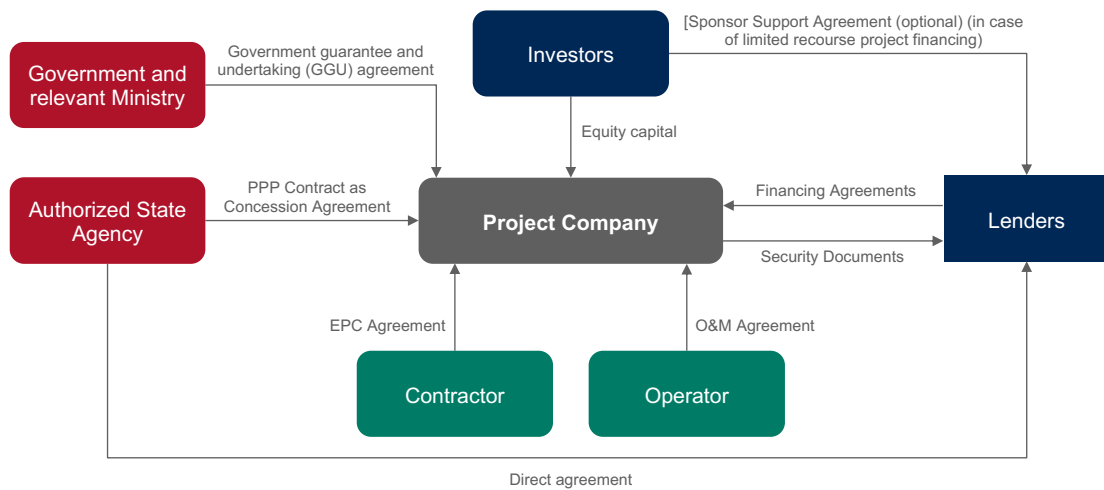 [Sponsor Support Agreement (optional) (in case
of limited recourse project financing)
Government guarantee and
undertaking (GGU) agreement
Investors
Government and
relevant Ministry
Equity capital
PPP Contract as
Concession Agreement
Financing Agreements
Authorized State
Agency
Project Company
Lenders
Security Documents
EPC Agreement
O&M Agreement
Contractor
Operator
Direct agreement